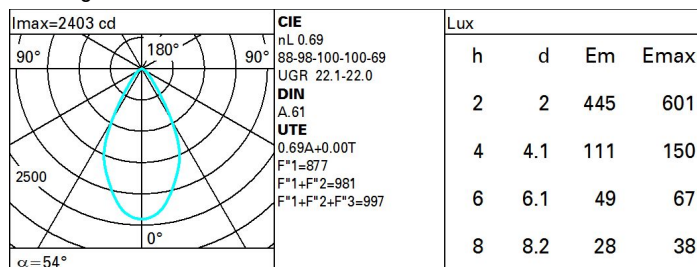 Imax=2403 cd
90° 180° 90°
2500
0°
α=54°
CIE
nL 0.69
88-98-100-100-69
UGR 22.1-22.0
DIN
A.61
UTE
0.69A+0.00T
F"1=877
F"1+F"2=981
F"1+F"2+F"3=997
Lux
h d Em Emax
2 2 445 601
4 4.1 111 150
6 6.1 49 67
8 8.2 28 38